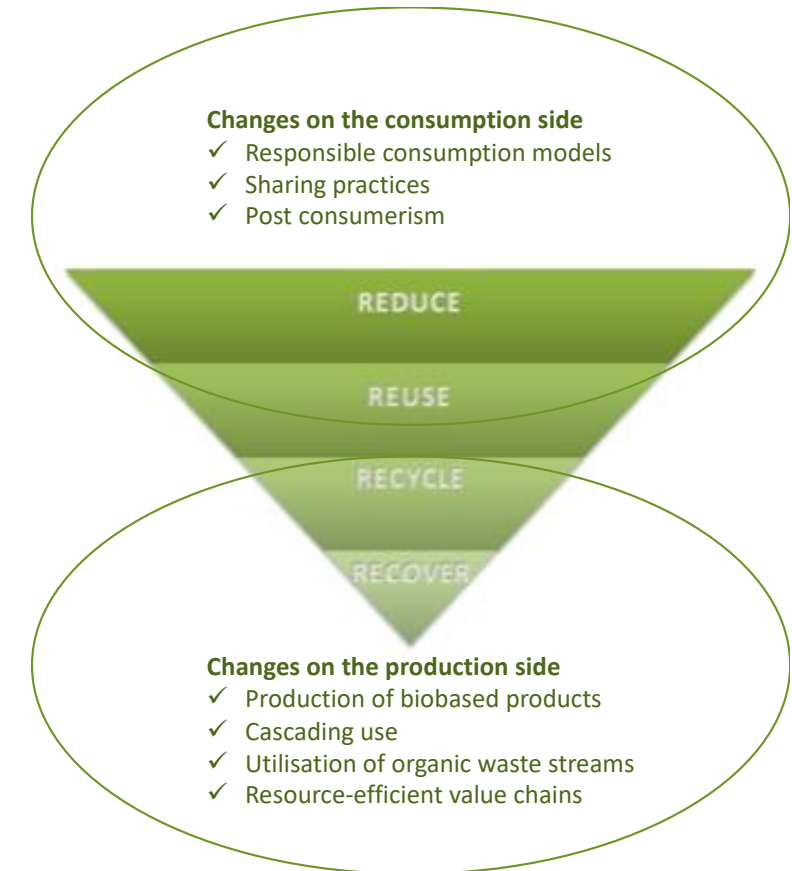 Changes on the consumption side
✓ Responsible consumption models
✓ Sharing practices
✓ Post consumerism
REDUCE
REUSE
RECYCLE
RECOVER
Changes on the production side
✓ Production of biobased products
✓ Cascading use
✓ Utilisation of organic waste streams
✓ Resource-efficient value chains